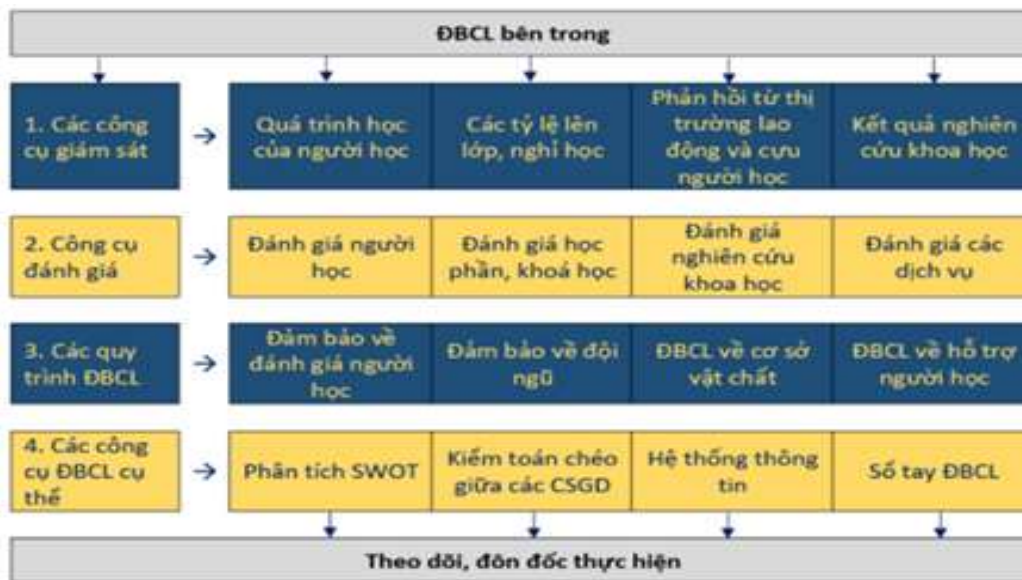 ĐBCL bên trong
1. Các công
cụ giám sát
→
Quá trình học
của người học
Các tỷ lệ lên
lớp, nghỉ học
Phản hồi từ thị
trường lao
động và cựu
người học
Kết quả nghiên
cứu khoa học
2. Công cụ
đánh giá
→
Đánh giá người
học
Đánh giá học
phần, khoá học
Đánh giá
nghiên cứu
khoa học
Đánh giá các
dịch vụ
3. Các quy
trình ĐBCL
→
Đảm bảo về
đánh giá người
học
Đảm bảo về đội
ngũ
ĐBCL về cơ sở
vật chất
ĐBCL về hỗ trợ
người học
4. Các công
cụ ĐBCL cụ
thể
→
Phân tích SWOT
Kiểm toán chéo
giữa các CSGD
Hệ thống thông
tin
Sổ tay ĐBCL
Theo dõi, đôn đốc thực hiện